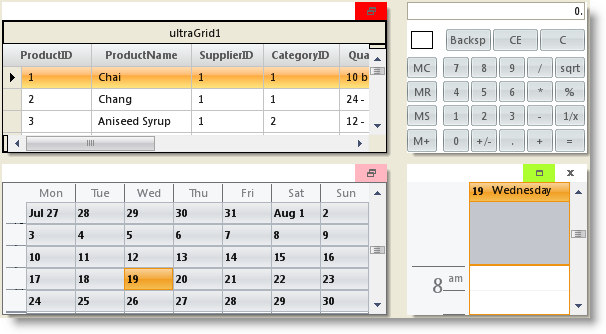 ultraGrid1
ProductID ProductName SupplierID CategoryID Qua
1 Chai 1 1 10 b
2 Chang 1 1 24 -
3 Aniseed Syrup 1 2 12 -
0.
Backsp CE C
MC 7 8 9 / sqrt
MR 4 5 6 * %
MS 1 2 3 - 1/x
M+ 0 +/- . + =
Mon Tue Wed Thu Fri Sat Sun
Jul 27 28 29 30 31 Aug 1 2
3 4 5 6 7 8 9
10 11 12 13 14 15 16
17 18 19 20 21 22 23
24 25 26 27 28 29 30
19 Wednesday
8 am